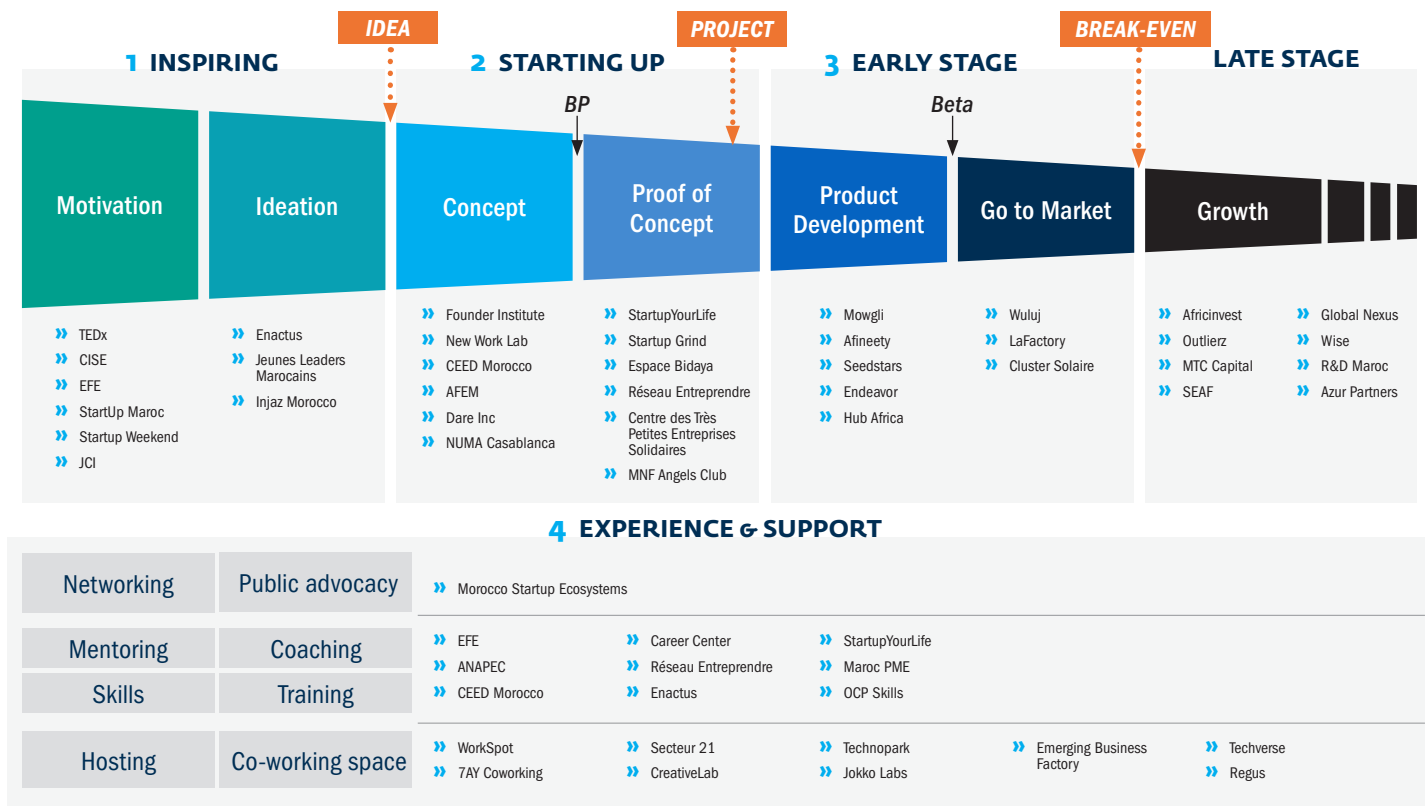 IDEA
PROJECT
BREAK-EVEN
1 INSPIRING
2 STARTING UP
3 EARLY STAGE
LATE STAGE
BP
Beta
Motivation
Ideation
Concept
Proof of
Concept
Product
Development
Go to Market
Growth
» TEDx
» CISE
» EFE
» StartUp Maroc
» Startup Weekend
» JCI
» Enactus
» Jeunes Leaders
Marocains
» Injaz Morocco
» Founder Institute
» New Work Lab
» CEED Morocco
» AFEM
» Dare Inc
» NUMA Casablanca
» StartupYourLife
» Startup Grind
» Espace Bidaya
» Réseau Entreprendre
» Centre des Très
Petites Entreprises
Solidaires
» MNF Angels Club
» Mowgli
» Afineety
» Seedstars
» Endeavor
» Hub Africa
» Wuluj
» LaFactory
» Cluster Solaire
» Africinvest
» Outlierz
» MTC Capital
» SEAF
» Global Nexus
» Wise
» R&D Maroc
» Azur Partners
4 EXPERIENCE & SUPPORT
Networking
Public advocacy
» Morocco Startup Ecosystems
Mentoring
Coaching
Skills
Training
» EFE
» ANAPEC
» CEED Morocco
» Career Center
» Réseau Entreprendre
» Enactus
» StartupYourLife
» Maroc PME
» OCP Skills
Hosting
Co-working space
» WorkSpot
» 7AY Coworking
» Secteur 21
» CreativeLab
» Technopark
» Jokko Labs
» Emerging Business
Factory
» Techverse
» Regus